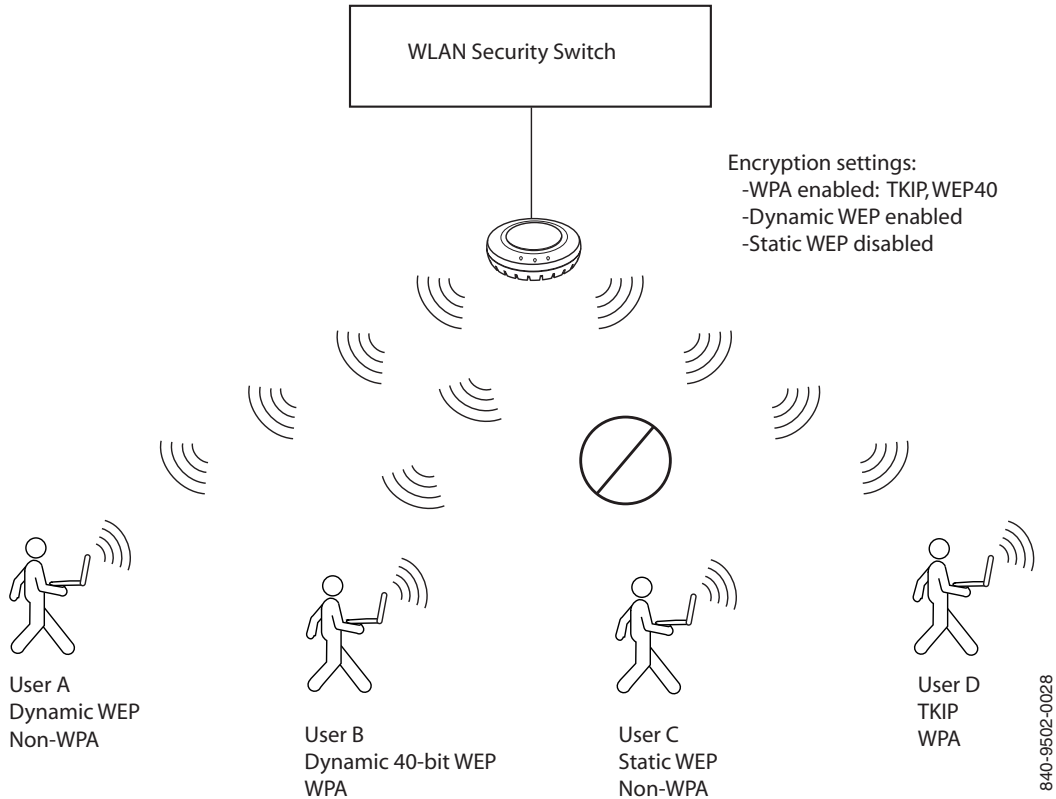 WLAN Security Switch
Encryption settings:
-WPA enabled: TKIP, WEP40
-Dynamic WEP enabled
-Static WEP disabled
User A
Dynamic WEP
Non-WPA
User B
Dynamic 40-bit WEP
WPA
User C
Static WEP
Non-WPA
User D
TKIP
WPA
840-9502-0028